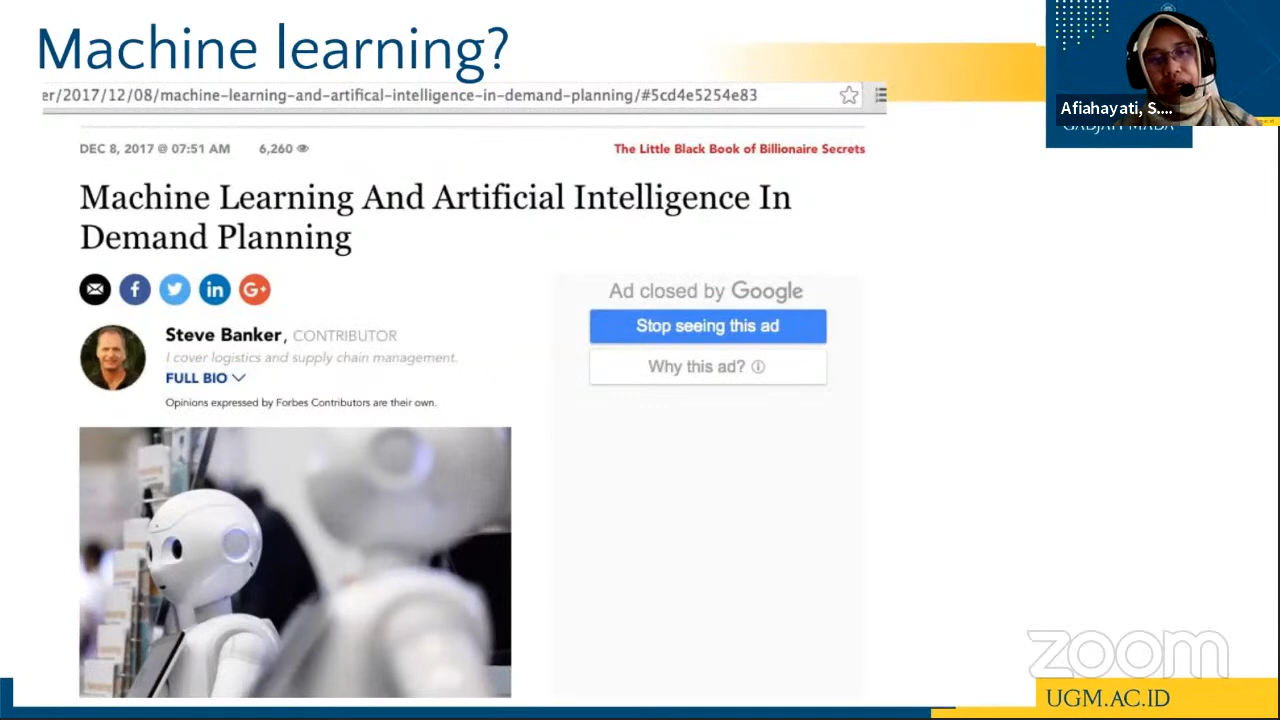 Machine learning?
er/2017/12/08/machine-learning-and-artifical-intelligence-in-demand-planning/#5cd4e5254e83
DEC 8, 2017 @ 07:51 AM 6,260
The Little Black Book of Billionaire Secrets
Machine Learning And Artificial Intelligence In
Demand Planning
Steve Banker, CONTRIBUTOR
I cover logistics and supply chain management.
FULL BIO
Opinions expressed by Forbes Contributors are their own.
Ad closed by Google
Stop seeing this ad
Why this ad?
Afiahayati, S....
zoom
UGM.AC.ID